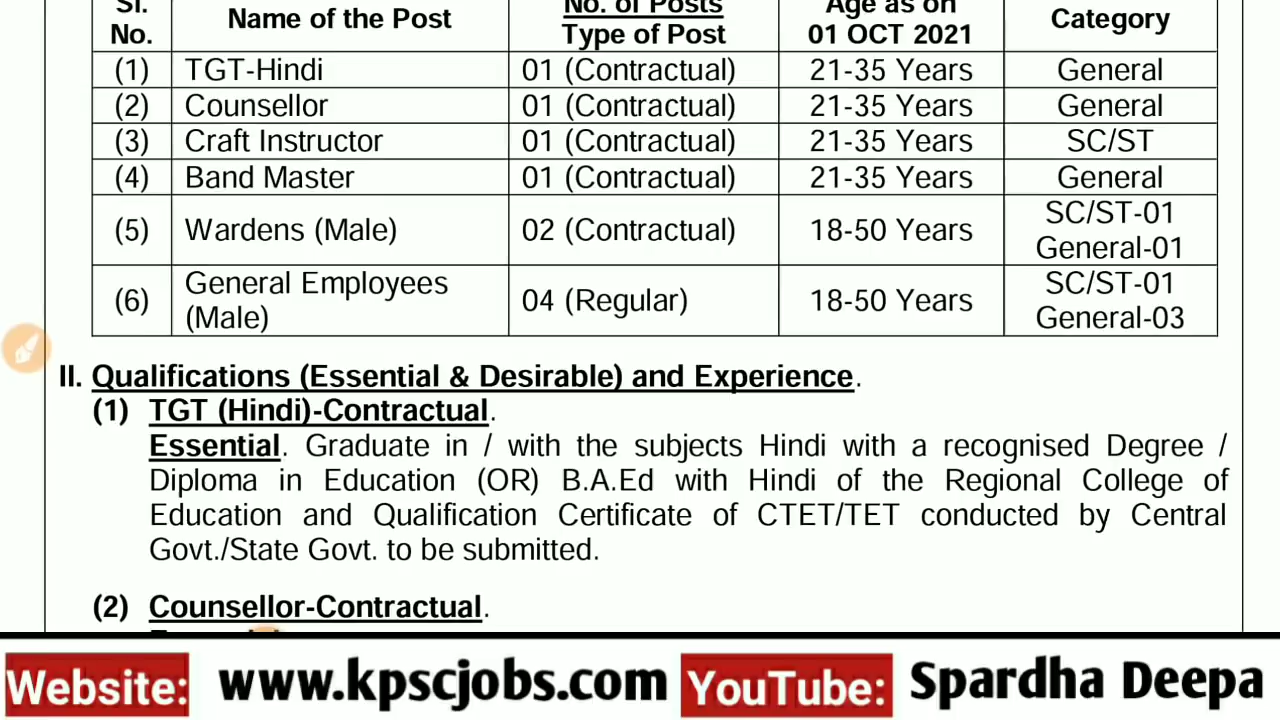 Sl. No. Name of the Post No. of Posts Type of Post Age as on 01 OCT 2021 Category
(1) TGT-Hindi 01 (Contractual) 21-35 Years General
(2) Counsellor 01 (Contractual) 21-35 Years General
(3) Craft Instructor 01 (Contractual) 21-35 Years SC/ST
(4) Band Master 01 (Contractual) 21-35 Years General
(5) Wardens (Male) 02 (Contractual) 18-50 Years SC/ST-01 General-01
(6) General Employees (Male) 04 (Regular) 18-50 Years SC/ST-01 General-03
II. Qualifications (Essential & Desirable) and Experience.
(1) TGT (Hindi)-Contractual.
Essential. Graduate in / with the subjects Hindi with a recognised Degree /
Diploma in Education (OR) B.A.Ed with Hindi of the Regional College of
Education and Qualification Certificate of CTET/TET conducted by Central
Govt./State Govt. to be submitted.
(2) Counsellor-Contractual.
Website: www.kpscjobs.com YouTube: Spardha Deepa